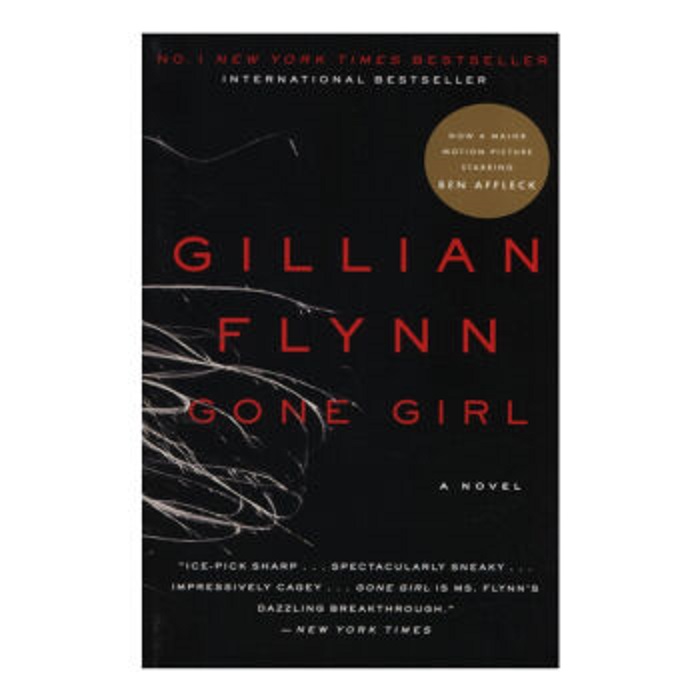 NO. 1 NEW YORK TIMES BESTSELLER
INTERNATIONAL BESTSELLER
NOW A MAJOR
MOTION PICTURE
STARRING
BEN AFFLECK
GILLIAN
FLYNN
GONE GIRL
A NOVEL
"ICE-PICK SHARP . . . SPECTACULARLY SNEAKY . . .
IMPRESSIVELY CAGEY . . . GONE GIRL IS MS. FLYNN'S
DAZZLING BREAKTHROUGH."
—NEW YORK TIMES